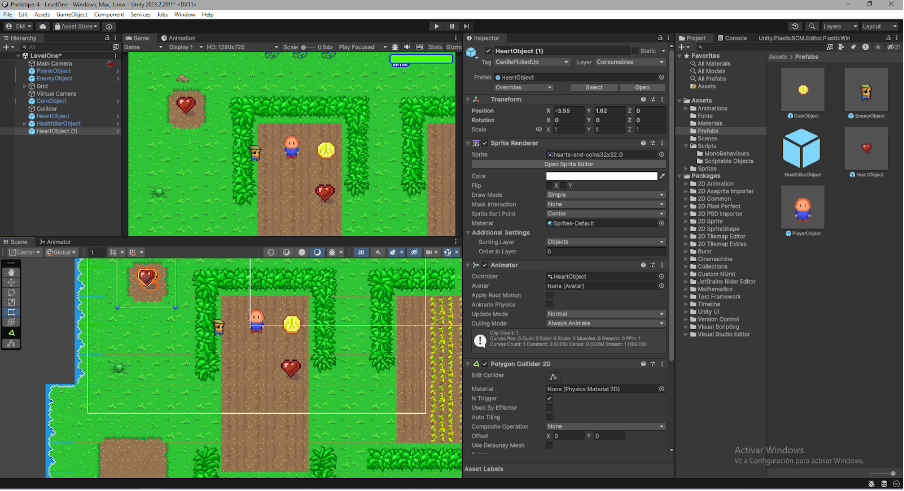 Prototipo-4 - LevelOne - Windows, Mac, Linux - Unity 2023.2.20f1* <DX11>
File Edit Assets GameObject Component Services Jobs Window Help
DM Asset Store Layers Layout
Hierarchy
All
LevelOne*
Main Camera
PlayerObject
EnemyObject
Grid
Virtual Camera
CoinObject
Collider
HeartObject
HealthBarObject
HeartObject (1)
Game Animation
Game Display 1 HD: 1280x720 Scale 0.54x Play Focused Stats Gizmos
HP:100
Scene Animator
Center Global 1 2D
Inspector
HeartObject (1) Static
Tag CanBePickedUp Layer Consumables
Prefab HeartObject
Overrides Select Open
Transform
Position X -3.55 Y 1.62 Z 0
Rotation X 0 Y 0 Z 0
Scale X 1 Y 1 Z 1
Sprite Renderer
Sprite hearts-and-coins32x32_0
Open Sprite Editor
Color
Flip X Y
Draw Mode Simple
Mask Interaction None
Sprite Sort Point Center
Material Sprites-Default
Additional Settings
Sorting Layer Objects
Order in Layer 0
Animator
Controller HeartObject
Avatar None (Avatar)
Apply Root Motion
Animate Physics
Update Mode Normal
Culling Mode Always Animate
Clip Count: 1
Curves Pos: 0 Quat: 0 Euler: 0 Scale: 0 Muscles: 0 Generic: 0 PPtr: 1
Curves Count: 1 Constant: 0 (0.0%) Dense: 0 (0.0%) Stream: 1 (100.0%)
Polygon Collider 2D
Edit Collider
Material None (Physics Material 2D)
Is Trigger
Used By Effector
Auto Tiling
Composite Operation None
Offset X 0 Y 0
Use Delaunay Mesh
Asset Labels
Project Console Unity.PlasticSCM.Editor.PlasticWin
Favorites
All Materials
All Models
All Prefabs
Assets
Assets
Animations
Fonts
Materials
Prefabs
Scenes
Scripts
MonoBehaviours
Scriptable Objects
Sprites
Packages
2D Animation
2D Aseprite Importer
2D Common
2D Pixel Perfect
2D PSD Importer
2D Sprite
2D SpriteShape
2D Tilemap Editor
2D Tilemap Extras
Burst
Cinemachine
Collections
Custom NUnit
JetBrains Rider Editor
Mathematics
Test Framework
Timeline
Unity UI
Version Control
Visual Scripting
Visual Studio Editor
Assets > Prefabs
CoinObject EnemyObject
HealthBarObject HeartObject
PlayerObject
Activar Windows
Ve a Configuración para activar Windows.